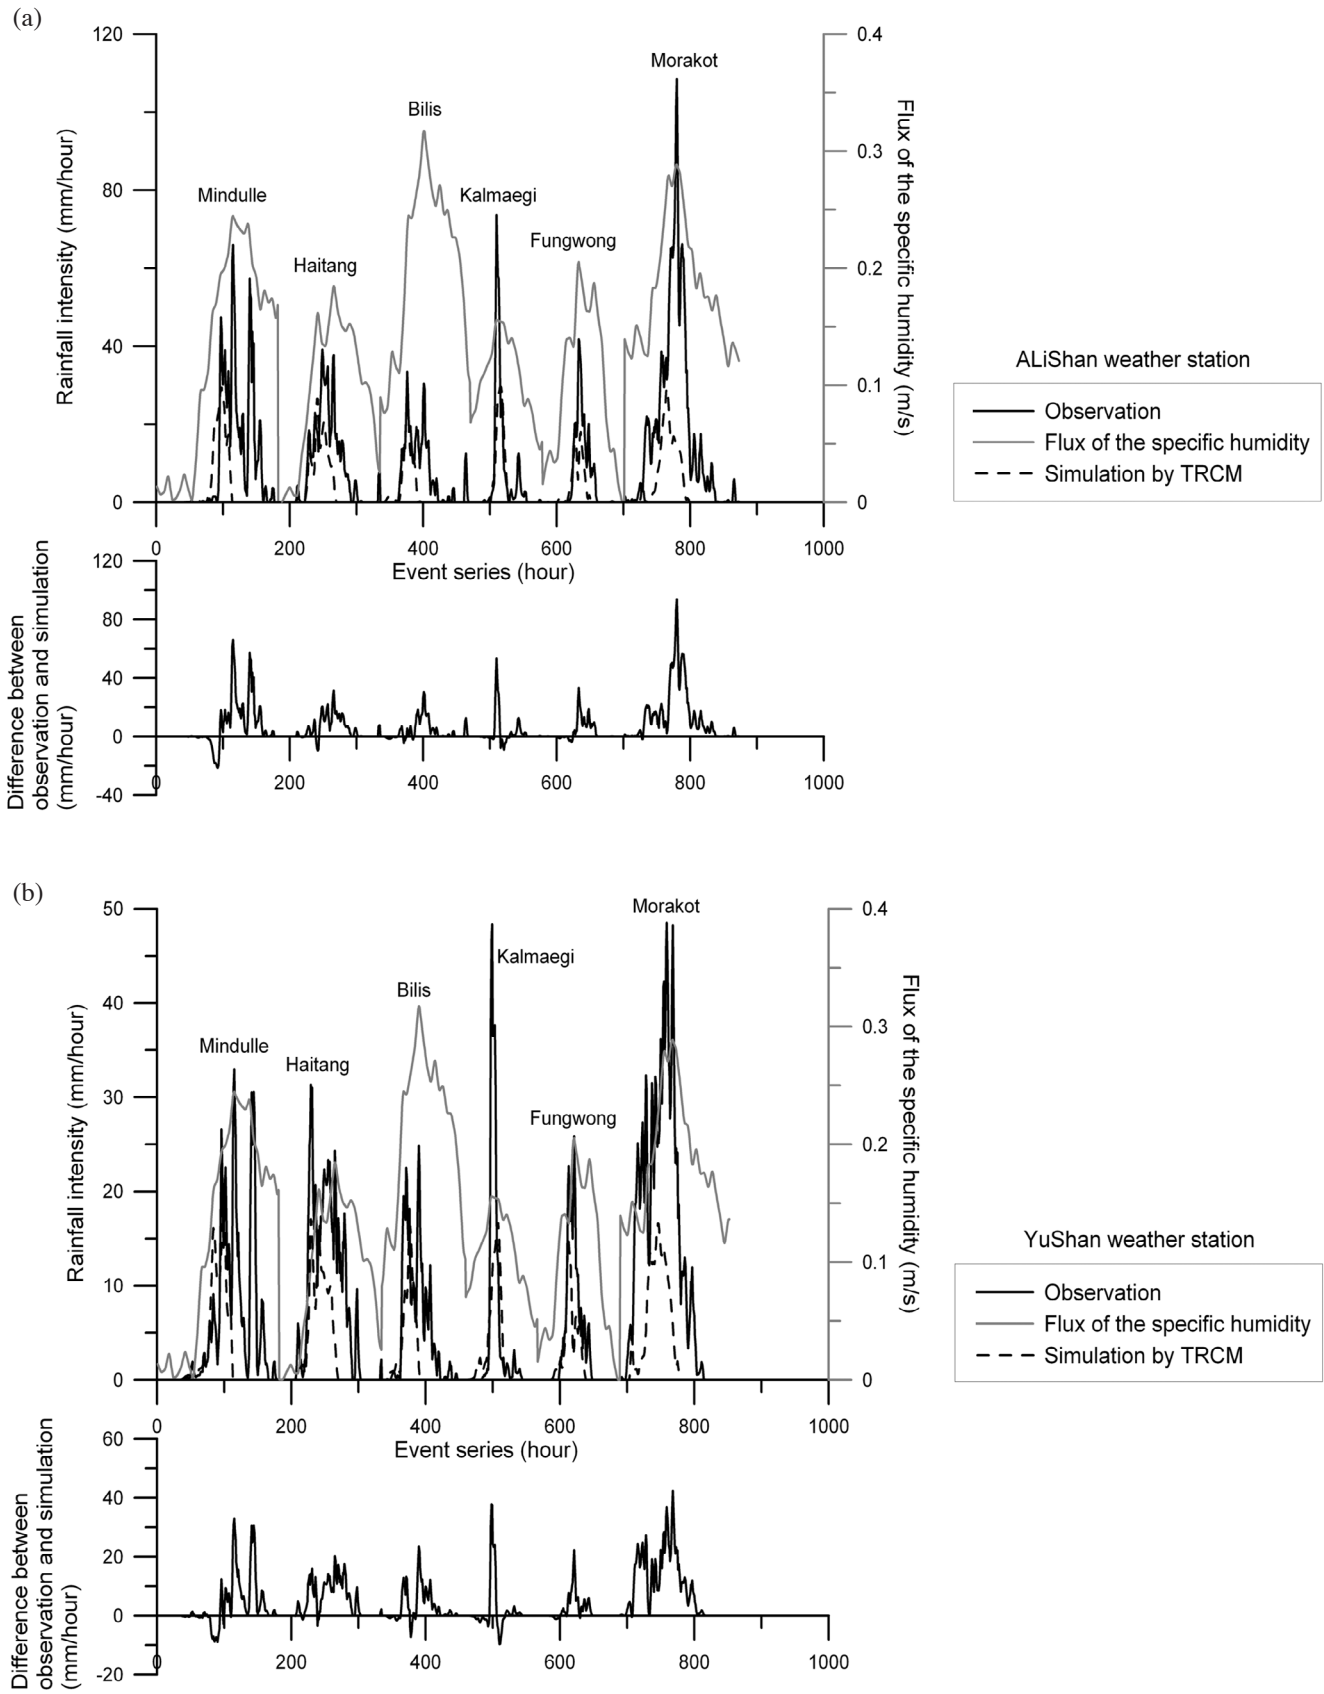 (a)
120
80
40
0
Rainfall intensity (mm/hour)
Mindulle
Haitang
Bilis
Kalmaegi
Fungwong
Morakot
0.4
0.3
0.2
0.1
0
Flux of the specific humidity (m/s)
0 200 400 600 800 1000
Event series (hour)
ALiShan weather station
Observation
Flux of the specific humidity
Simulation by TRCM
120
80
40
0
-40
Difference between
observation and simulation
(mm/hour)
0 200 400 600 800 1000
(b)
50
40
30
20
10
0
Rainfall intensity (mm/hour)
Mindulle
Haitang
Bilis
Kalmaegi
Fungwong
Morakot
0.4
0.3
0.2
0.1
0
Flux of the specific humidity (m/s)
0 200 400 600 800 1000
Event series (hour)
YuShan weather station
Observation
Flux of the specific humidity
Simulation by TRCM
60
40
20
0
-20
Difference between
observation and simulation
(mm/hour)
0 200 400 600 800 1000